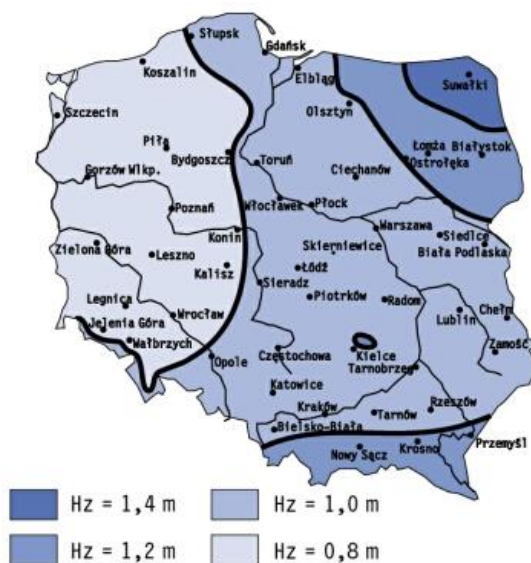 Słupsk
Gdańsk
Koszalin
Elbląg
Suwałki
Olsztyn
Szczecin
Piła
Bydgoszcz
Toruń
Łomża
Białystok
Ostrołęka
Ciechanów
Gorzów Wlkp.
Włocławek
Płock
Poznań
Konin
Warszawa
Siedlce
Zielona Góra
Leszno
Skierniewice
Biała Podlaska
Kalisz
Łódź
Sieradz
Piotrków
Radom
Legnica
Wrocław
Lublin
Chełm
Jelenia Góra
Wałbrzych
Opole
Częstochowa
Kielce
Zamość
Tarnobrzeg
Katowice
Kraków
Tarnów
Rzeszów
Bielsko-Biała
Przemyśl
Nowy Sącz
Krosno
Hz = 1,4 m
Hz = 1,0 m
Hz = 1,2 m
Hz = 0,8 m